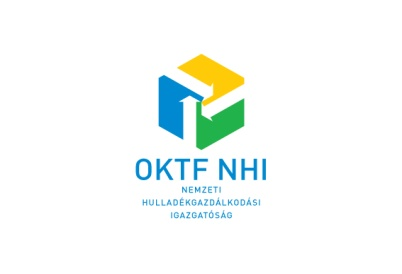 OKTF NHI
NEMZETI
HULLADÉKGAZDÁLKODÁSI
IGAZGATÓSÁG